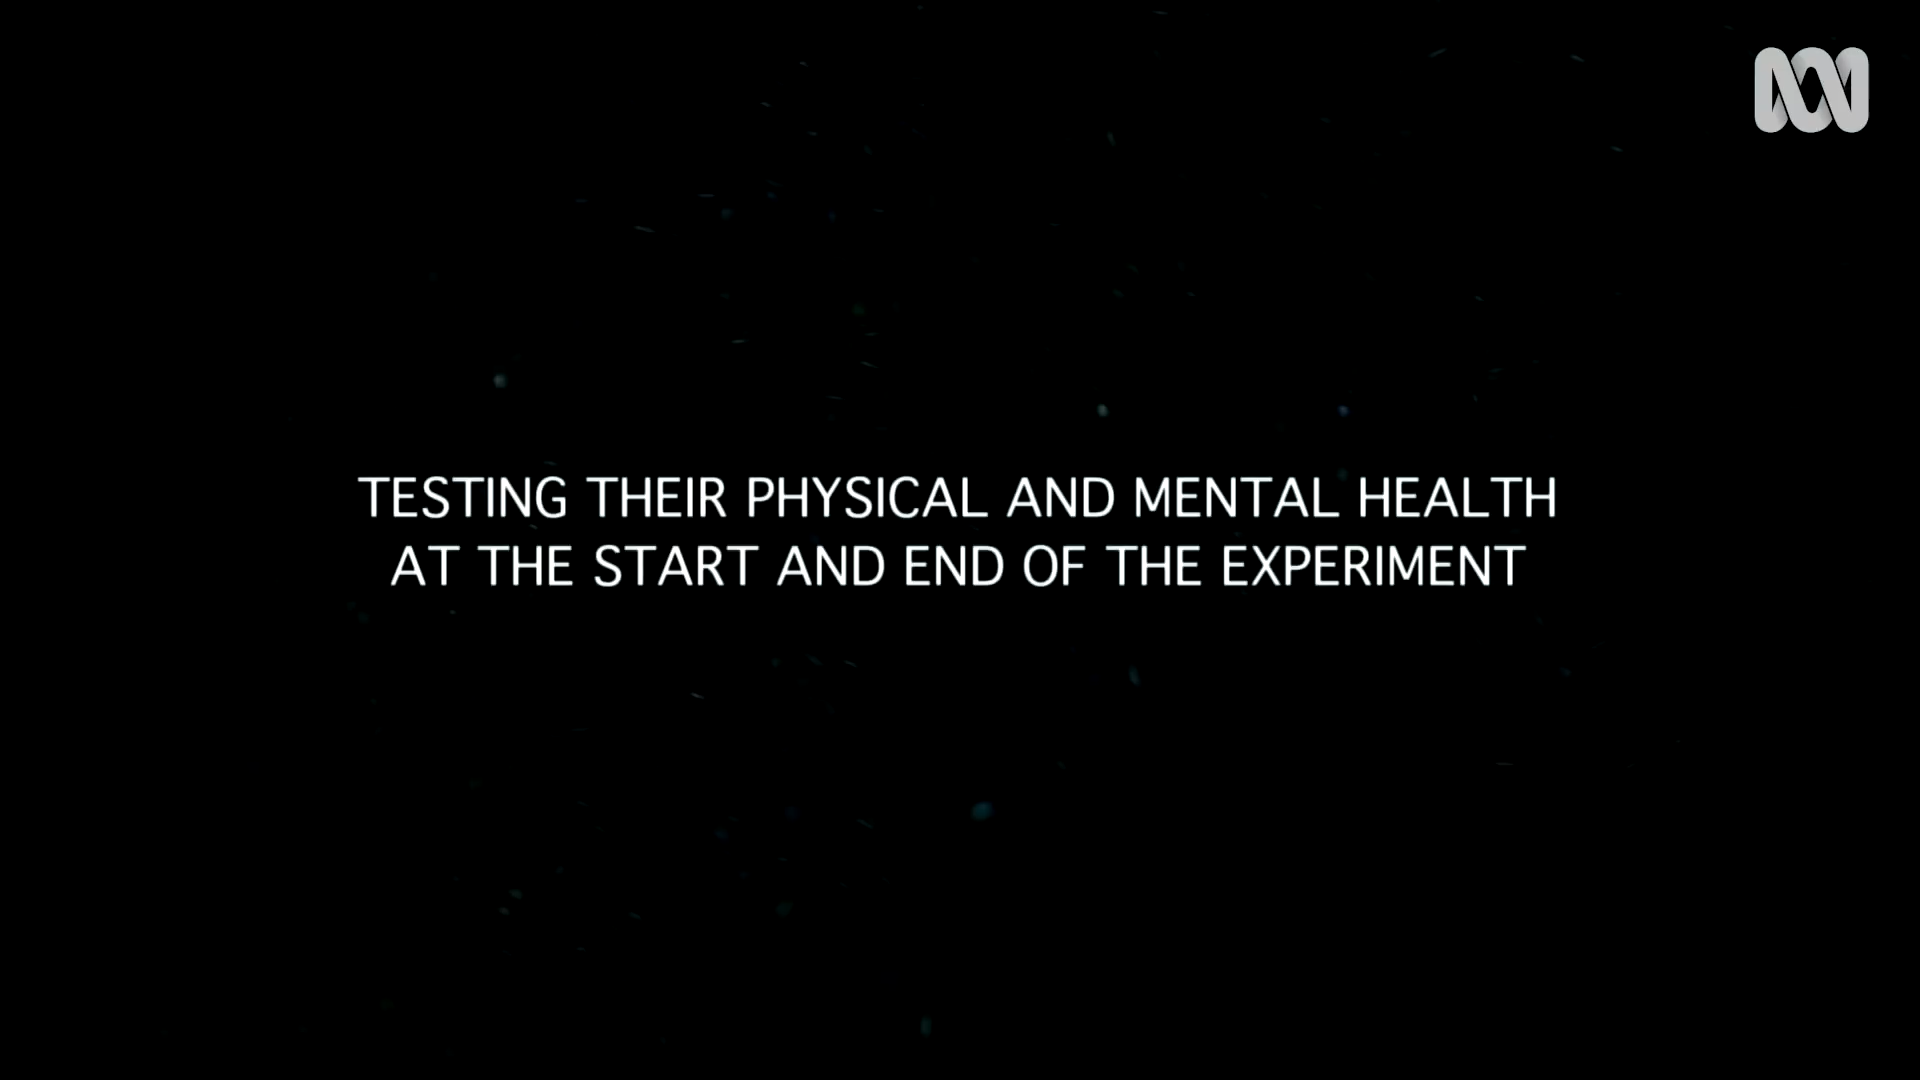 TESTING THEIR PHYSICAL AND MENTAL HEALTH
AT THE START AND END OF THE EXPERIMENT